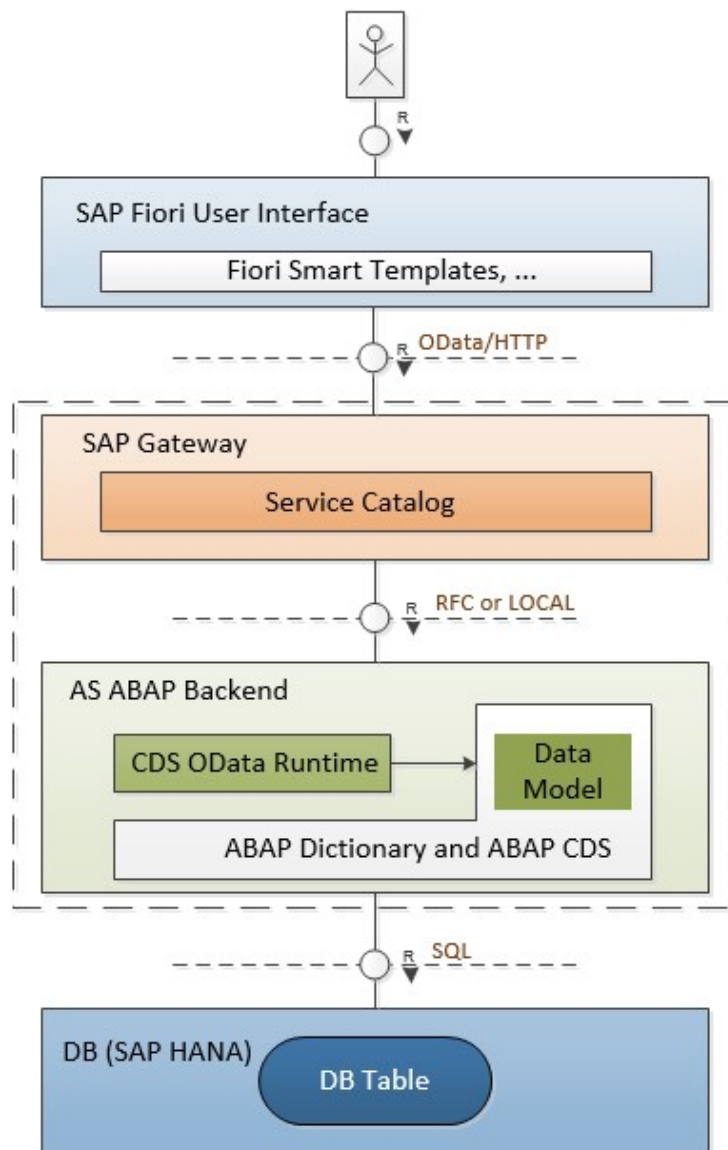 R
SAP Fiori User Interface
Fiori Smart Templates, ...
R OData/HTTP
SAP Gateway
Service Catalog
R RFC or LOCAL
AS ABAP Backend
CDS OData Runtime
Data
Model
ABAP Dictionary and ABAP CDS
R SQL
DB (SAP HANA)
DB Table